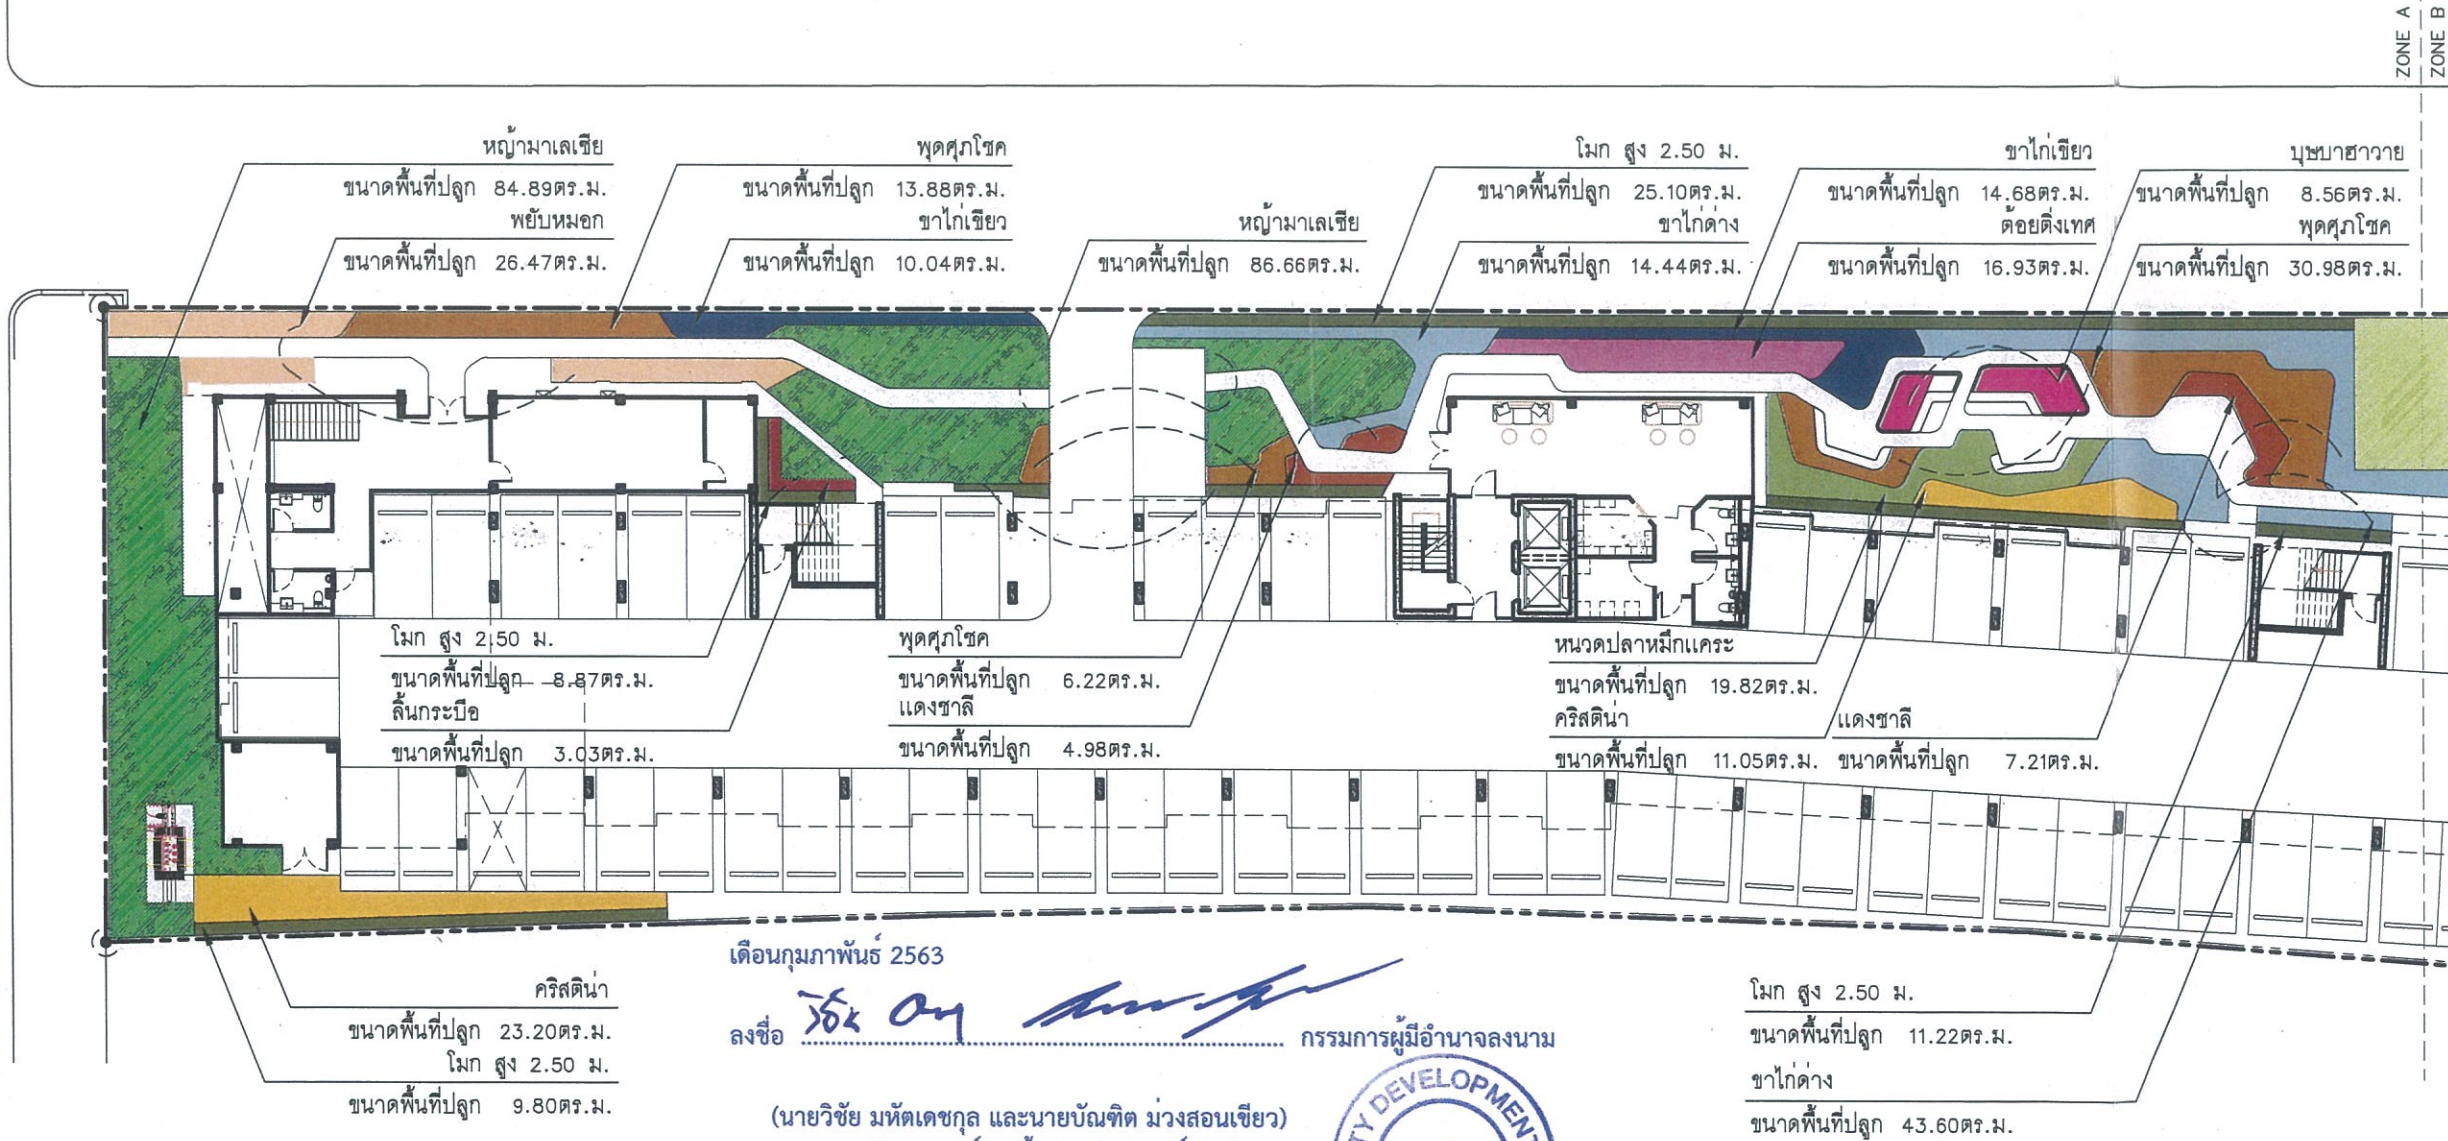 ZONE A
ZONE B
หญ้ามาเลเซีย
ขนาดพื้นที่ปลูก 84.89ตร.ม.
พยับหมอก
ขนาดพื้นที่ปลูก 26.47ตร.ม.
พุดศุภโชค
ขนาดพื้นที่ปลูก 13.88ตร.ม.
ขาไก่เขียว
ขนาดพื้นที่ปลูก 10.04ตร.ม.
หญ้ามาเลเซีย
ขนาดพื้นที่ปลูก 86.66ตร.ม.
โมก สูง 2.50 ม.
ขนาดพื้นที่ปลูก 25.10ตร.ม.
ขาไก่ด่าง
ขนาดพื้นที่ปลูก 14.44ตร.ม.
ขาไก่เขียว
ขนาดพื้นที่ปลูก 14.68ตร.ม.
ต้อยติ่งเทศ
ขนาดพื้นที่ปลูก 16.93ตร.ม.
บุษบาฮาวาย
ขนาดพื้นที่ปลูก 8.56ตร.ม.
พุดศุภโชค
ขนาดพื้นที่ปลูก 30.98ตร.ม.
โมก สูง 2.50 ม.
ขนาดพื้นที่ปลูก 8.87ตร.ม.
ลิ้นกระบือ
ขนาดพื้นที่ปลูก 3.03ตร.ม.
พุดศุภโชค
ขนาดพื้นที่ปลูก 6.22ตร.ม.
แดงชาลี
ขนาดพื้นที่ปลูก 4.98ตร.ม.
หนวดปลาหมึกแคระ
ขนาดพื้นที่ปลูก 19.82ตร.ม.
คริสติน่า
ขนาดพื้นที่ปลูก 11.05ตร.ม.
แดงชาลี
ขนาดพื้นที่ปลูก 7.21ตร.ม.
คริสติน่า
ขนาดพื้นที่ปลูก 23.20ตร.ม.
โมก สูง 2.50 ม.
ขนาดพื้นที่ปลูก 9.80ตร.ม.
เดือนกุมภาพันธ์ 2563
ลงชื่อ กรรมการผู้มีอำนาจลงนาม
(นายวิชัย มหัตเดชกุล และนายบัณฑิต ม่วงสอนเขียว)
DEVELOPMENT
โมก สูง 2.50 ม.
ขนาดพื้นที่ปลูก 11.22ตร.ม.
ขาไก่ด่าง
ขนาดพื้นที่ปลูก 43.60ตร.ม.